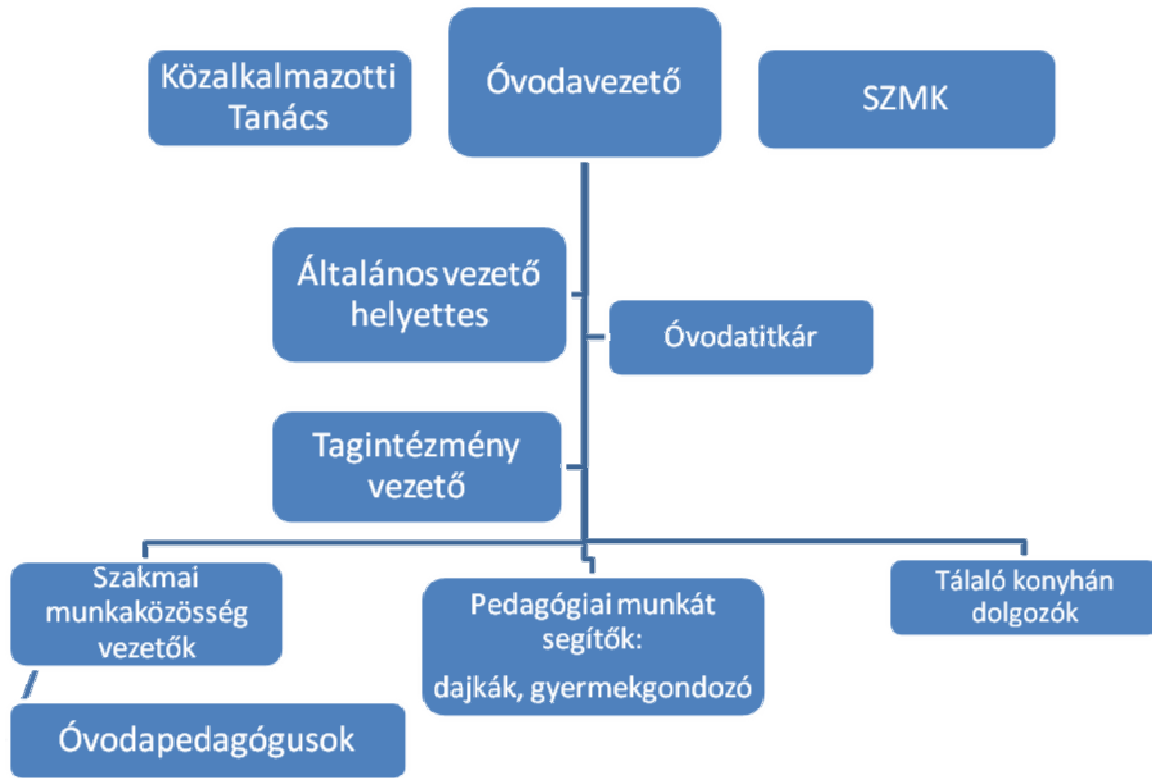 Közalkalmazotti
Tanács
Óvodavezető
SZMK
Általános vezető
helyettes
Óvodatitkár
Tagintézmény
vezető
Szakmai
munkaközösség
vezetők
Pedagógiai munkát
segítők:
dajkák, gyermekgondozó
Tálaló konyhán
dolgozók
Óvodapedagógusok